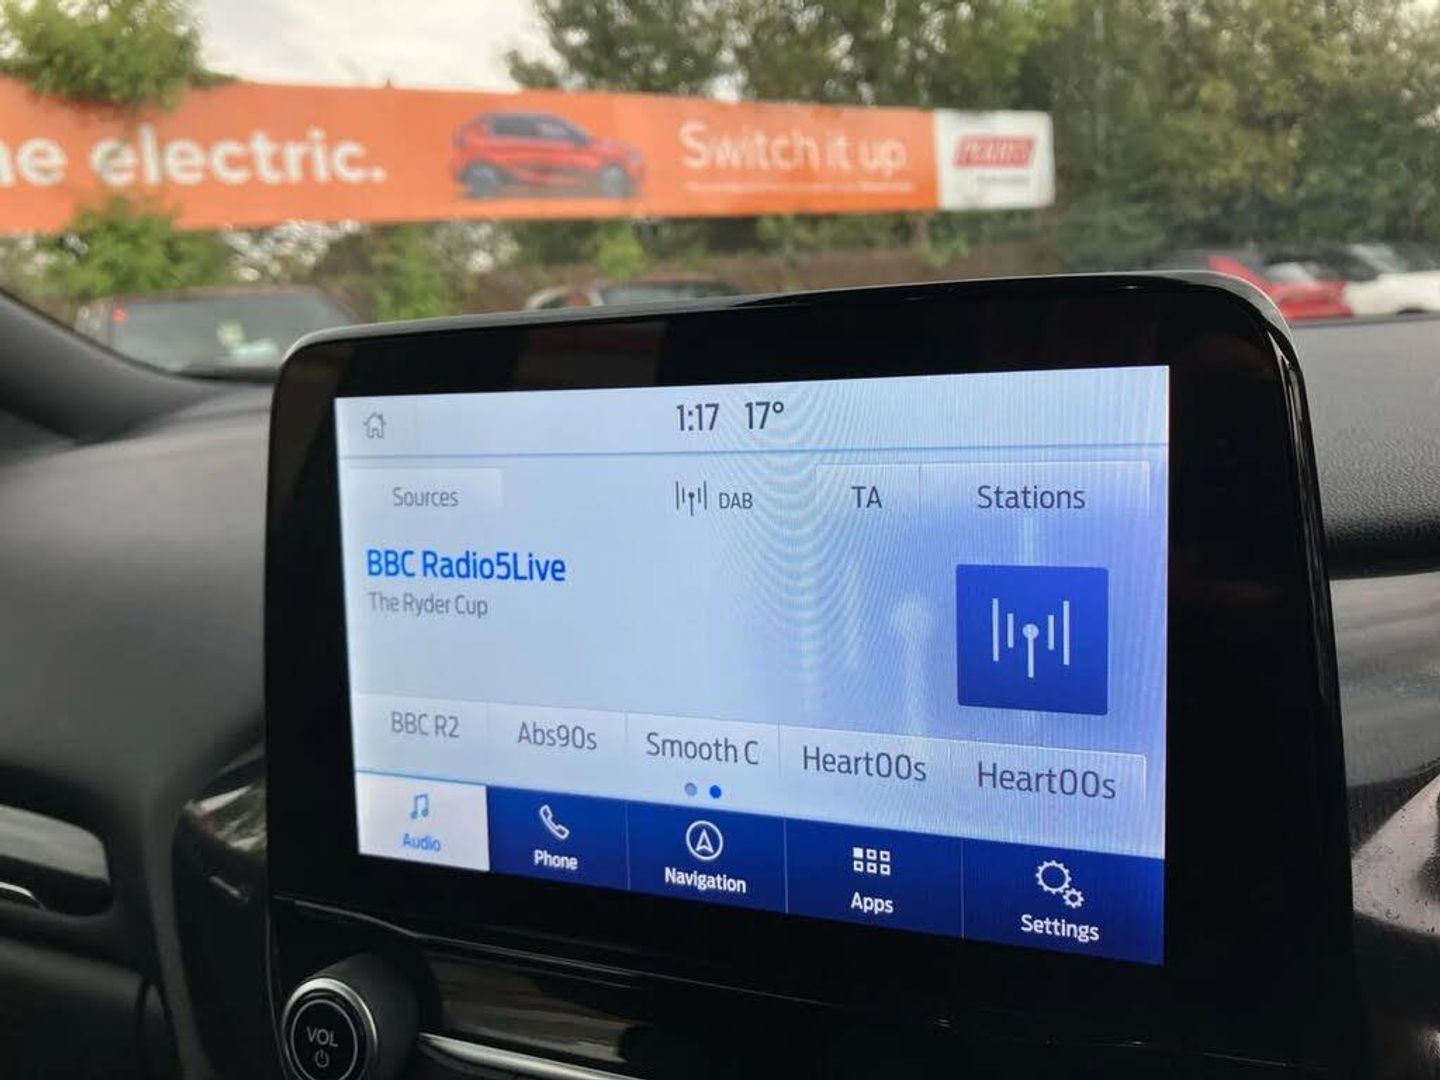 ne electric.
Switch it up
1:17 17°
Sources
DAB
TA
Stations
BBC Radio5Live
The Ryder Cup
BBC R2
Abs90s
Smooth C
Heart00s
Heart00s
Audio
Phone
Navigation
Apps
Settings
VOL